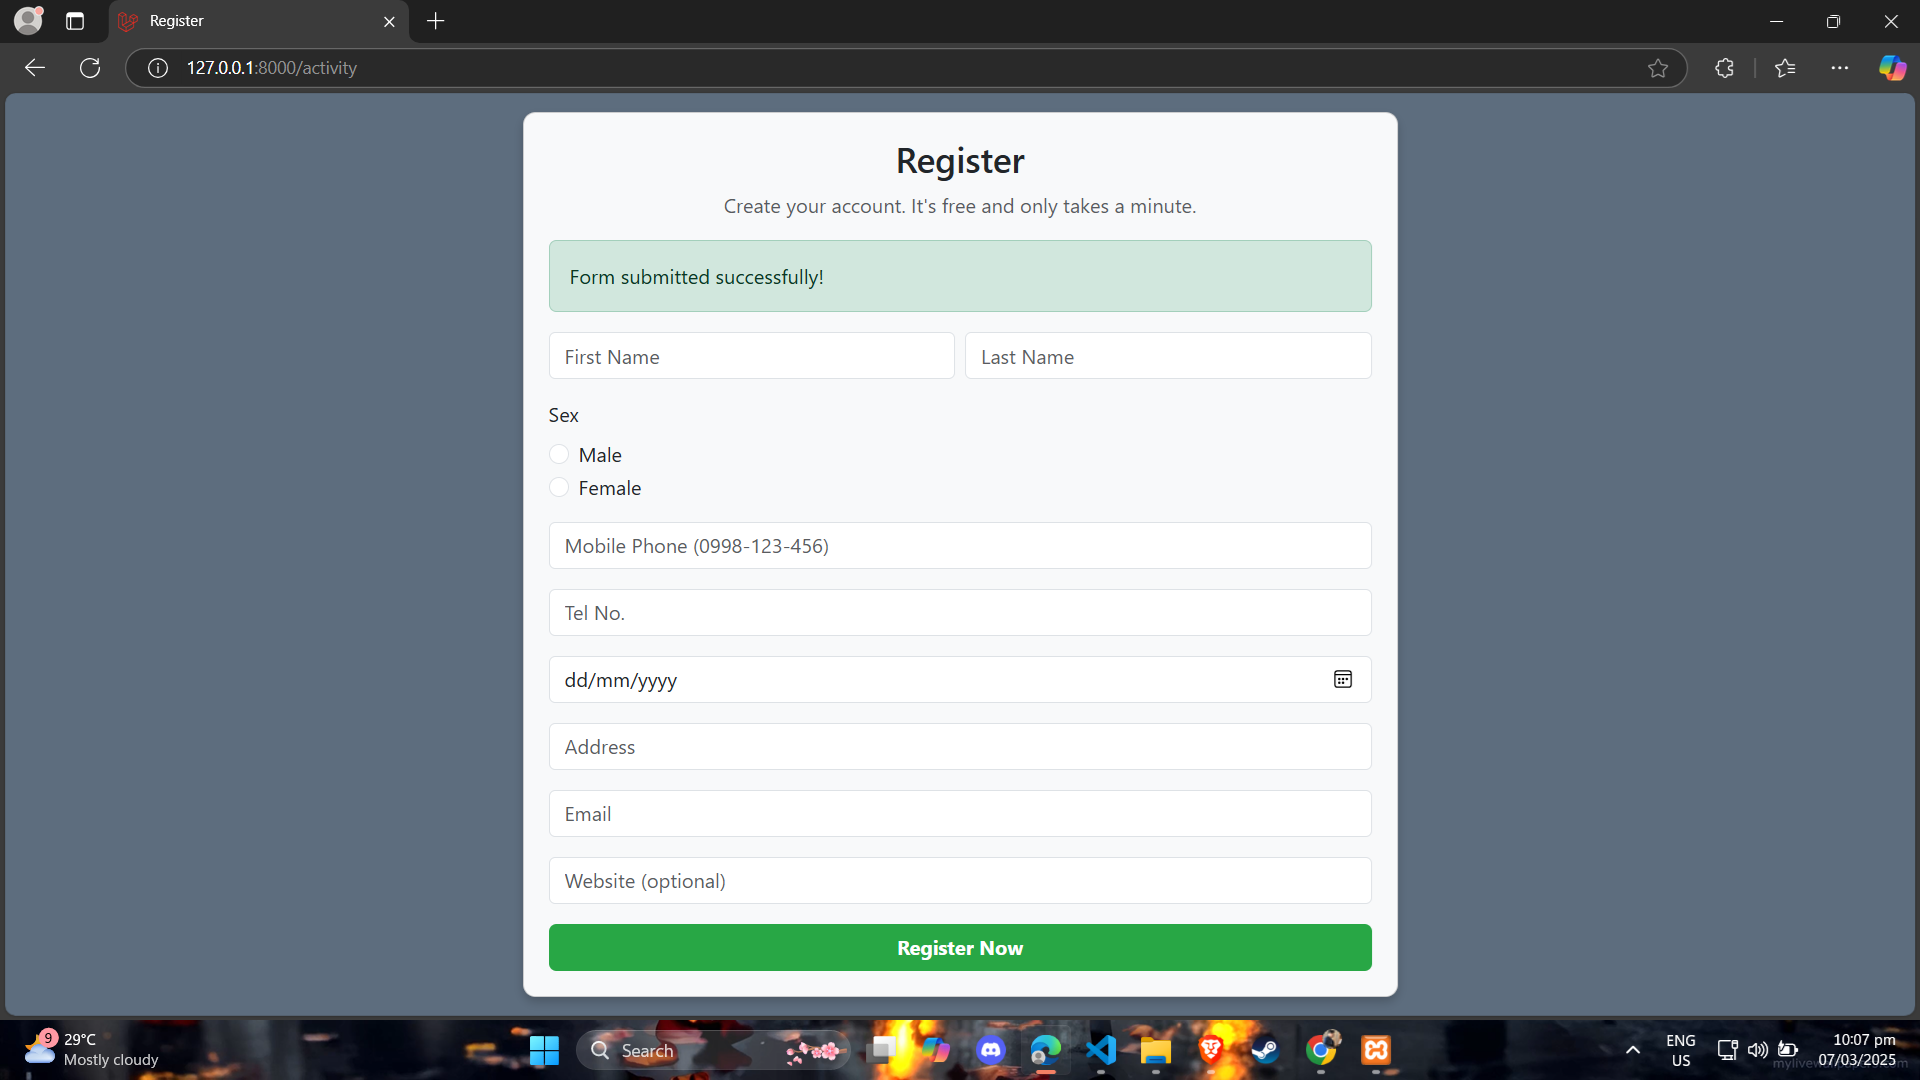 Register
127.0.0.1:8000/activity
Register
Create your account. It's free and only takes a minute.
Form submitted successfully!
First Name
Last Name
Sex
Male
Female
Mobile Phone (0998-123-456)
Tel No.
dd/mm/yyyy
Address
Email
Website (optional)
Register Now
9
29°C
Mostly cloudy
Search
ENG
US
10:07 pm
07/03/2025